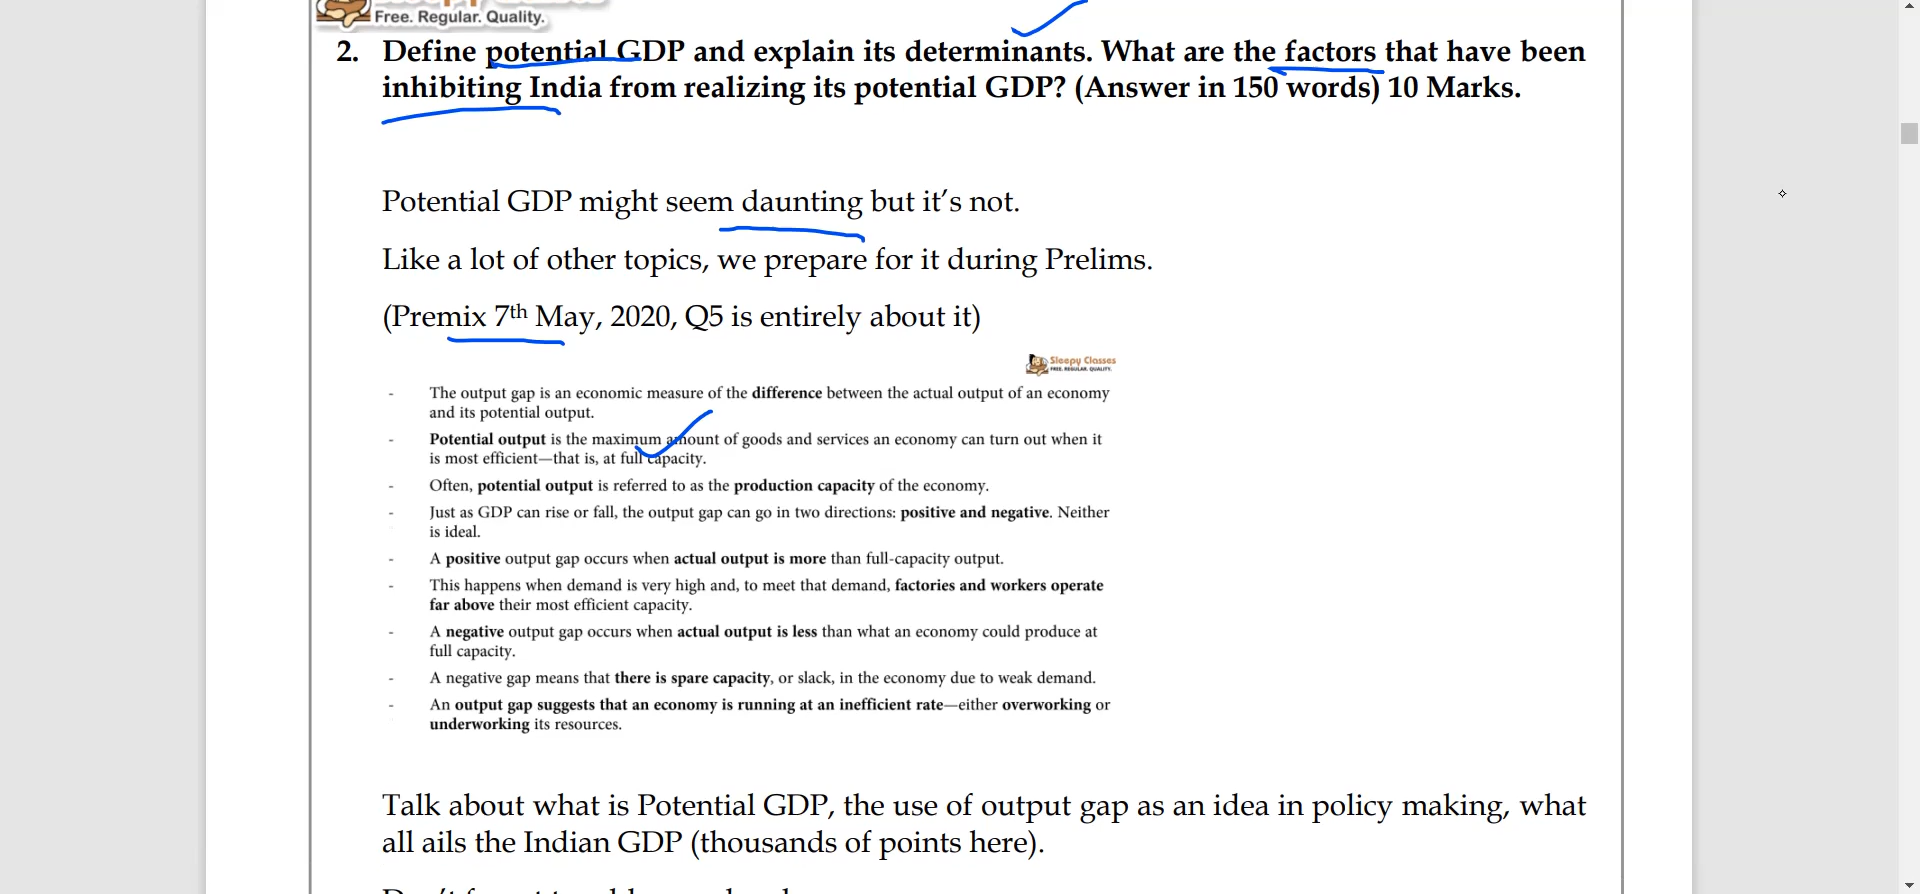 Free. Regular. Quality.
2. Define potential GDP and explain its determinants. What are the factors that have been
inhibiting India from realizing its potential GDP? (Answer in 150 words) 10 Marks.
Potential GDP might seem daunting but it's not.
Like a lot of other topics, we prepare for it during Prelims.
(Premix 7th May, 2020, Q5 is entirely about it)
Sleepy Classes
FREE. REGULAR. QUALITY.
- The output gap is an economic measure of the difference between the actual output of an economy
and its potential output.
- Potential output is the maximum amount of goods and services an economy can turn out when it
is most efficient—that is, at full capacity.
- Often, potential output is referred to as the production capacity of the economy.
- Just as GDP can rise or fall, the output gap can go in two directions: positive and negative. Neither
is ideal.
- A positive output gap occurs when actual output is more than full-capacity output.
- This happens when demand is very high and, to meet that demand, factories and workers operate
far above their most efficient capacity.
- A negative output gap occurs when actual output is less than what an economy could produce at
full capacity.
- A negative gap means that there is spare capacity, or slack, in the economy due to weak demand.
- An output gap suggests that an economy is running at an inefficient rate—either overworking or
underworking its resources.
Talk about what is Potential GDP, the use of output gap as an idea in policy making, what
all ails the Indian GDP (thousands of points here).